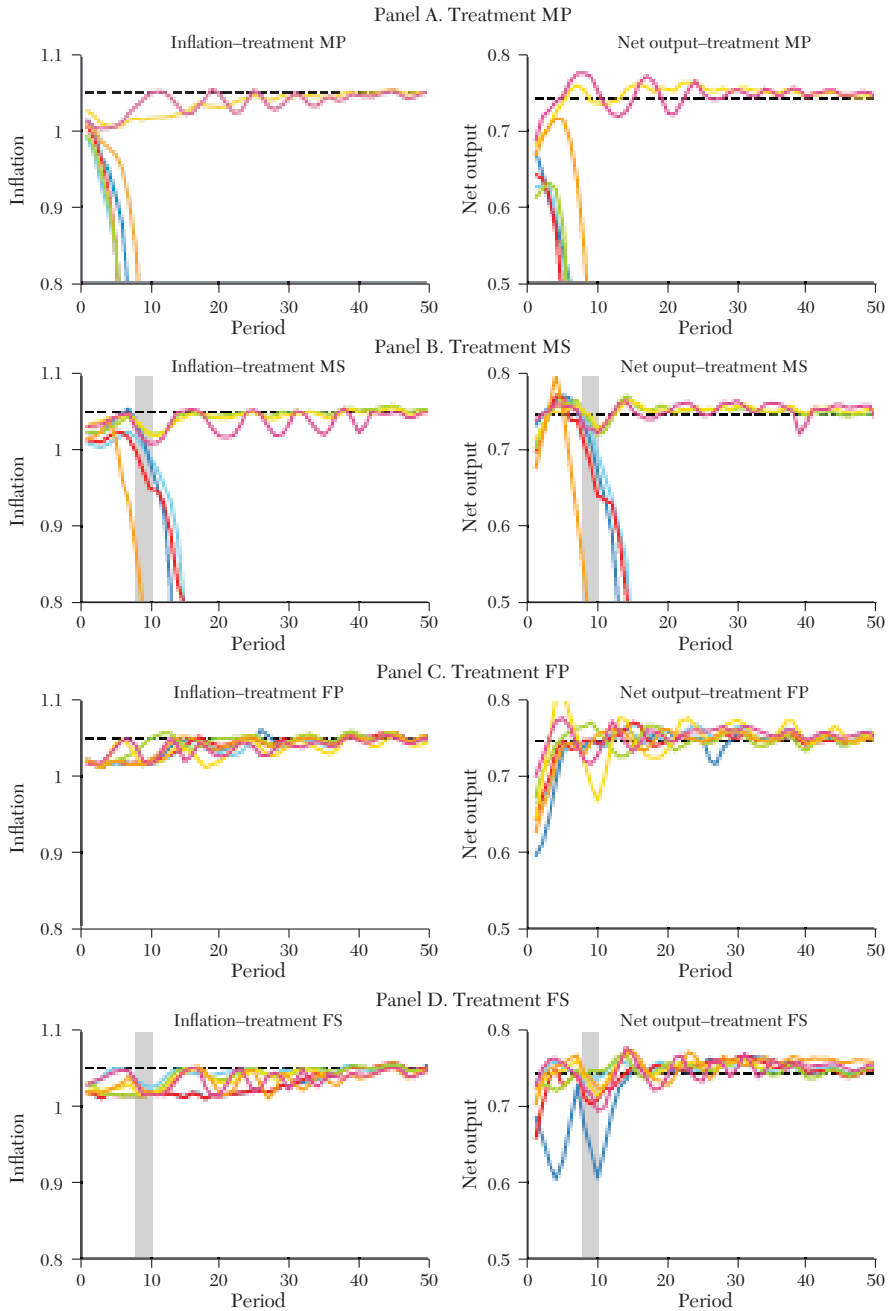 Panel A. Treatment MP
Inflation–treatment MP
Net output–treatment MP
1.1
1
0.9
0.8
Inflation
0 10 20 30 40 50
Period
0.8
0.7
0.6
0.5
Net output
0 10 20 30 40 50
Period
Panel B. Treatment MS
Inflation–treatment MS
Net ouput–treatment MS
1.1
1
0.9
0.8
Inflation
0 10 20 30 40 50
Period
0.8
0.7
0.6
0.5
Net output
0 10 20 30 40 50
Period
Panel C. Treatment FP
Inflation–treatment FP
Net output–treatment FP
1.1
1
0.9
0.8
Inflation
0 10 20 30 40 50
Period
0.8
0.7
0.6
0.5
Net output
0 10 20 30 40 50
Period
Panel D. Treatment FS
Inflation–treatment FS
Net output–treatment FS
1.1
1
0.9
0.8
Inflation
0 10 20 30 40 50
Period
0.8
0.7
0.6
0.5
Net output
0 10 20 30 40 50
Period